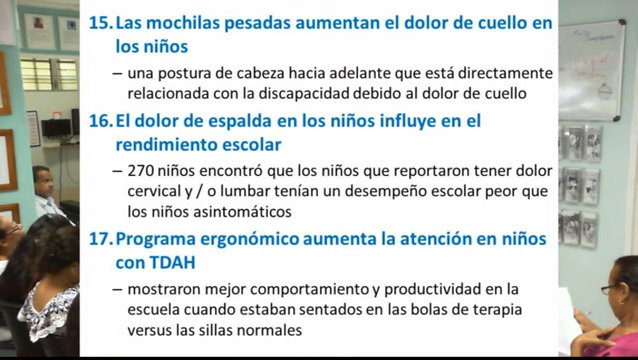 15. Las mochilas pesadas aumentan el dolor de cuello en
los niños
– una postura de cabeza hacia adelante que está directamente
relacionada con la discapacidad debido al dolor de cuello
16. El dolor de espalda en los niños influye en el
rendimiento escolar
– 270 niños encontró que los niños que reportaron tener dolor
cervical y / o lumbar tenían un desempeño escolar peor que
los niños asintomáticos
17. Programa ergonómico aumenta la atención en niños
con TDAH
– mostraron mejor comportamiento y productividad en la
escuela cuando estaban sentados en las bolas de terapia
versus las sillas normales